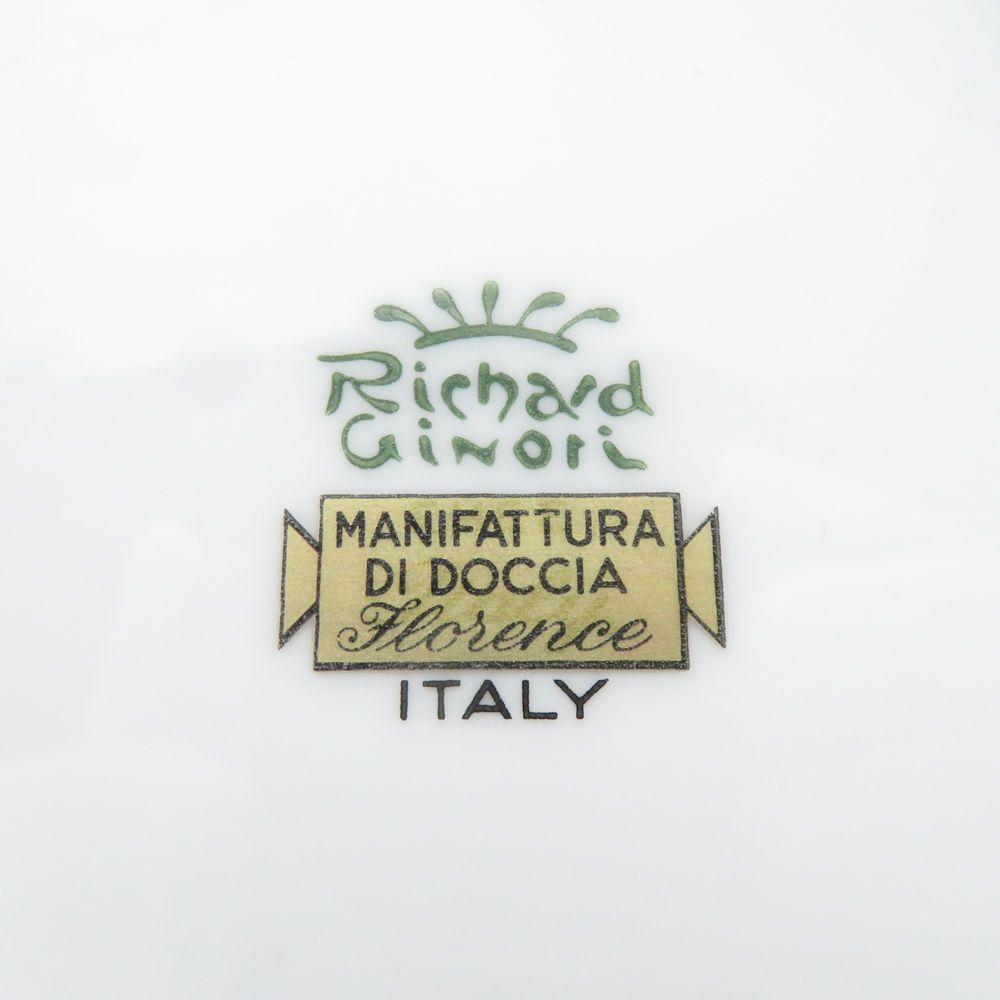 Richard
Ginori
MANIFATTURA
DI DOCCIA
Florence
ITALY